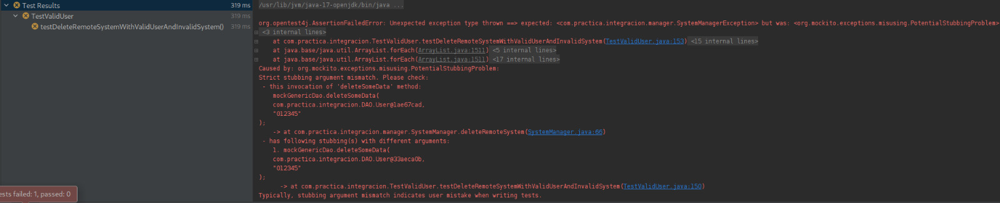 Test Results 319 ms
TestValidUser 319 ms
testDeleteRemoteSystemWithValidUserAndInvalidSystem() 319 ms
ests failed: 1, passed: 0
/usr/lib/jvm/java-17-openjdk/bin/java ...
org.opentest4j.AssertionFailedError: Unexpected exception type thrown ==> expected: <com.practica.integracion.manager.SystemManagerException> but was: <org.mockito.exceptions.misusing.PotentialStubbingProblem>
<3 internal lines>
at com.practica.integracion.TestValidUser.testDeleteRemoteSystemWithValidUserAndInvalidSystem(TestValidUser.java:153) <15 internal lines>
at java.base/java.util.ArrayList.forEach(ArrayList.java:1511) <5 internal lines>
at java.base/java.util.ArrayList.forEach(ArrayList.java:1511) <17 internal lines>
Caused by: org.mockito.exceptions.misusing.PotentialStubbingProblem:
Strict stubbing argument mismatch. Please check:
- this invocation of 'deleteSomeData' method:
mockGenericDao.deleteSomeData(
com.practica.integracion.DAO.User@1ae67cad,
"012345"
);
-> at com.practica.integracion.manager.SystemManager.deleteRemoteSystem(SystemManager.java:66)
- has following stubbing(s) with different arguments:
1. mockGenericDao.deleteSomeData(
com.practica.integracion.DAO.User@33aeca0b,
"012345"
);
-> at com.practica.integracion.TestValidUser.testDeleteRemoteSystemWithValidUserAndInvalidSystem(TestValidUser.java:150)
Typically, stubbing argument mismatch indicates user mistake when writing tests.